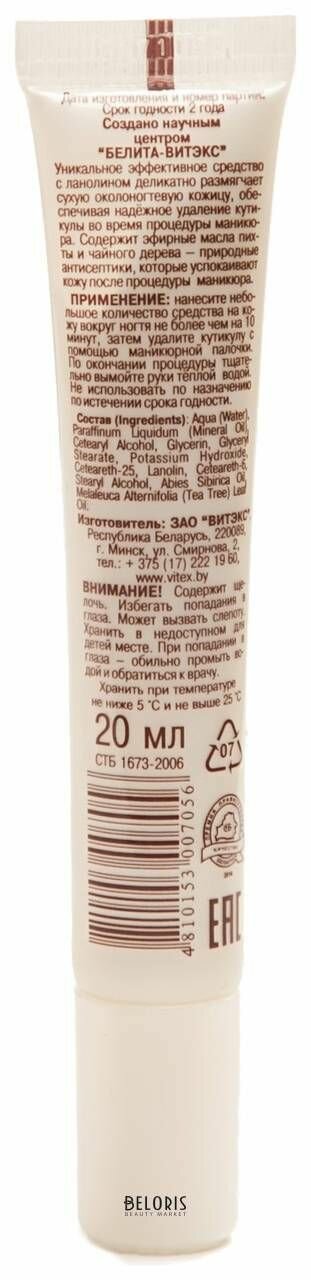 1
Дата изготовления и номер партии.
Срок годности 2 года
Создано научным
центром
"БЕЛИТА-ВИТЭКС"
Уникальное эффективное средство
с ланолином деликатно размягчает
сухую околоногтевую кожицу, обе-
спечивая надёжное удаление кути-
кулы во время процедуры маникю-
ра. Содержит эфирные масла пих-
ты и чайного дерева – природные
антисептики, которые успокаивают
кожу после процедуры маникюра.
ПРИМЕНЕНИЕ: нанесите небо-
льшое количество средства на ко-
жу вокруг ногтя не более чем на 10
минут, затем удалите кутикулу с
помощью маникюрной палочки.
По окончании процедуры тщате-
льно вымойте руки тёплой водой.
Не использовать по назначению
по истечении срока годности.
Состав (Ingredients): Aqua (Water),
Paraffinum Liquidum (Mineral Oil),
Cetearyl Alcohol, Glycerin, Glyceryl
Stearate, Potassium Hydroxide,
Ceteareth-25, Lanolin, Ceteareth-6,
Stearyl Alcohol, Abies Sibirica Oil,
Melaleuca Alternifolia (Tea Tree) Leaf
Oil.
Изготовитель: ЗАО "ВИТЭКС",
Республика Беларусь, 220089,
г. Минск, ул. Смирнова, 2,
тел.: + 375 (17) 222 19 60,
www.vitex.by
ВНИМАНИЕ! Содержит ще-
лочь. Избегать попадания в
глаза. Может вызвать слепоту.
Хранить в недоступном для
детей месте. При попадании в
глаза – обильно промыть во-
дой и обратиться к врачу.
Хранить при температуре
не ниже 5 °С и не выше 25 °С
20 мл
СТБ 1673-2006
07
4 810153 007056
EAC
BELORIS
BEAUTY MARKET